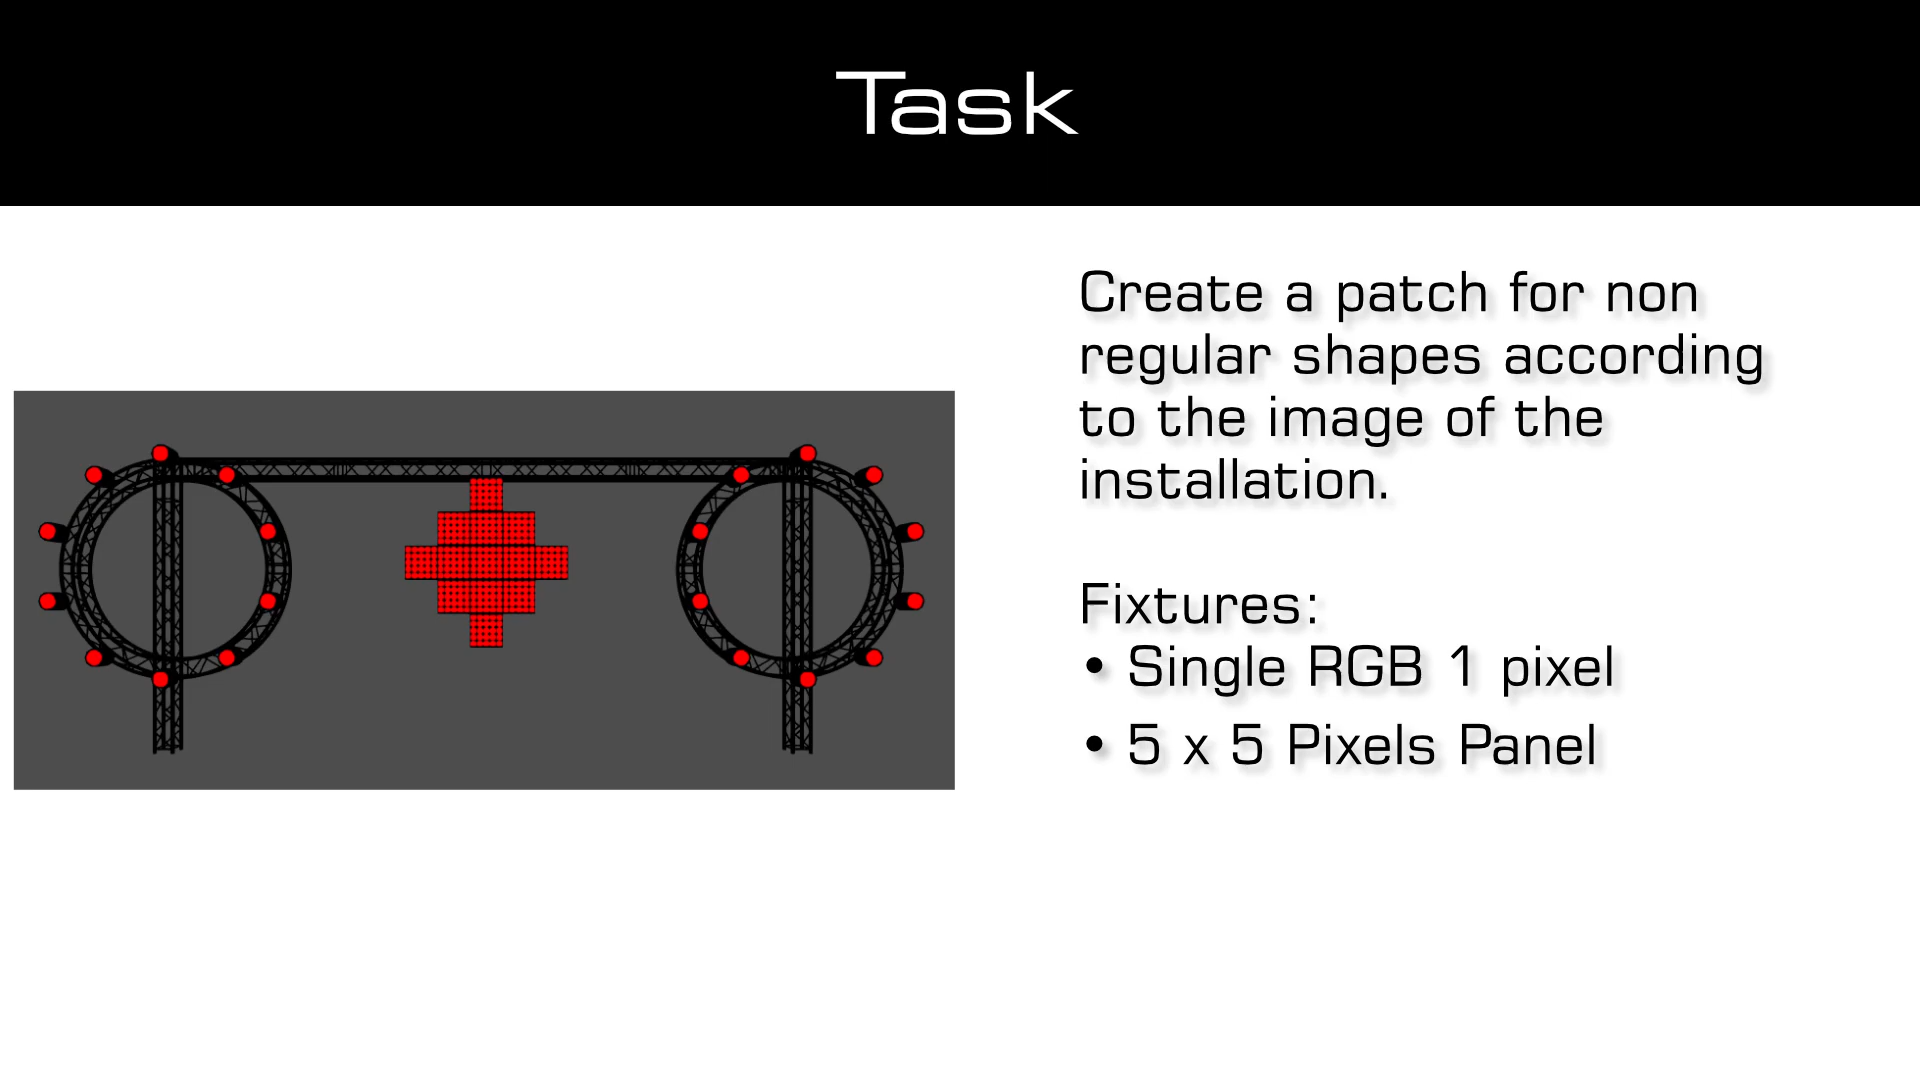 Task
Create a patch for non
regular shapes according
to the image of the
installation.
Fixtures:
• Single RGB 1 pixel
• 5 x 5 Pixels Panel